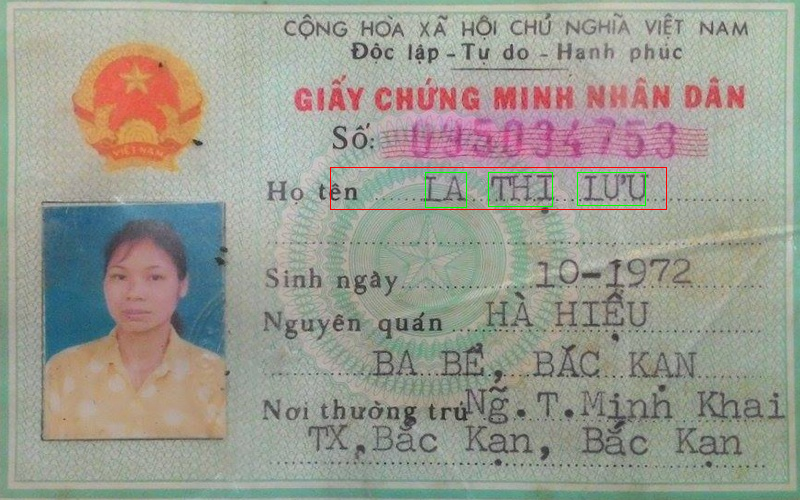 CỘNG HÒA XÃ HỘI CHỦ NGHĨA VIỆT NAM
Độc lập - Tự do - Hạnh phúc
GIẤY CHỨNG MINH NHÂN DÂN
Số: 095034753
VIỆT NAM
Họ tên LA THỊ LƯU
Sinh ngày 10-1972
Nguyên quán HÀ HIỆU
BA BỂ, BẮC KẠN
Nơi thường trú Ng. T. Minh Khai
TX, Bắc Kạn, Bắc Kạn